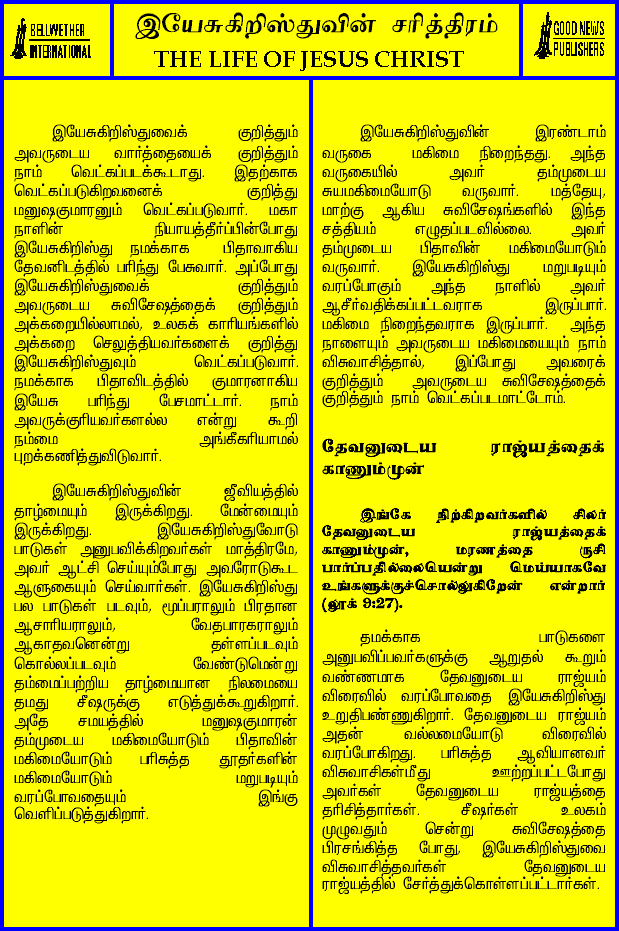 BELLWETHER
INTERNATIONAL
இயேசுகிறிஸ்துவின் சரித்திரம்
THE LIFE OF JESUS CHRIST
GOOD NEWS
PUBLISHERS
இயேசுகிறிஸ்துவைக் குறித்தும்
அவருடைய வார்த்தையைக் குறித்தும்
நாம் வெட்கப்படக்கூடாது. இதற்காக
வெட்கப்படுகிறவனைக் குறித்து
மனுஷகுமாரனும் வெட்கப்படுவார். மகா
நாளின் நியாயத்தீர்ப்பின்போது
இயேசுகிறிஸ்து நமக்காக பிதாவாகிய
தேவனிடத்தில் பரிந்து பேசுவார். அப்போது
இயேசுகிறிஸ்துவைக் குறித்தும்
அவருடைய சுவிசேஷத்தைக் குறித்தும்
அக்கறையில்லாமல், உலகக் காரியங்களில்
அக்கறை செலுத்தியவர்களைக் குறித்து
இயேசுகிறிஸ்துவும் வெட்கப்படுவார்.
நமக்காக பிதாவிடத்தில் குமாரனாகிய
இயேசு பரிந்து பேசமாட்டார். நாம்
அவருக்குரியவர்களல்ல என்று கூறி
நம்மை அங்கீகரியாமல்
புறக்கணித்துவிடுவார்.
இயேசுகிறிஸ்துவின் ஜீவியத்தில்
தாழ்மையும் இருக்கிறது. மேன்மையும்
இருக்கிறது. இயேசுகிறிஸ்துவோடு
பாடுகள் அனுபவிக்கிறவர்கள் மாத்திரமே,
அவர் ஆட்சி செய்யும்போது அவரோடுகூட
ஆளுகையும் செய்வார்கள். இயேசுகிறிஸ்து
பல பாடுகள் படவும், மூப்பராலும் பிரதான
ஆசாரியராலும், வேதபாரகராலும்
ஆகாதவனென்று தள்ளப்படவும்
கொல்லப்படவும் வேண்டுமென்று
தம்மைப்பற்றிய தாழ்மையான நிலமையை
தமது சீஷருக்கு எடுத்துக்கூறுகிறார்.
அதே சமயத்தில் மனுஷகுமாரன்
தம்முடைய மகிமையோடும் பிதாவின்
மகிமையோடும் பரிசுத்த தூதர்களின்
மகிமையோடும் மறுபடியும்
வரப்போவதையும் இங்கு
வெளிப்படுத்துகிறார்.
இயேசுகிறிஸ்துவின் இரண்டாம்
வருகை மகிமை நிறைந்தது. அந்த
வருகையில் அவர் தம்முடைய
சுயமகிமையோடு வருவார். மத்தேயு,
மாற்கு ஆகிய சுவிசேஷங்களில் இந்த
சத்தியம் எழுதப்படவில்லை. அவர்
தம்முடைய பிதாவின் மகிமையோடும்
வருவார். இயேசுகிறிஸ்து மறுபடியும்
வரப்போகும் அந்த நாளில் அவர்
ஆசீர்வதிக்கப்பட்டவராக இருப்பார்.
மகிமை நிறைந்தவராக இருப்பார். அந்த
நாளையும் அவருடைய மகிமையையும் நாம்
விசுவாசித்தால், இப்போது அவரைக்
குறித்தும் அவருடைய சுவிசேஷத்தைக்
குறித்தும் நாம் வெட்கப்படமாட்டோம்.
தேவனுடைய ராஜ்யத்தைக்
காணும்முன்
இங்கே நிற்கிறவர்களில் சிலர்
தேவனுடைய ராஜ்யத்தைக்
காணும்முன், மரணத்தை ருசி
பார்ப்பதில்லையென்று மெய்யாகவே
உங்களுக்குச்சொல்லுகிறேன் என்றார்
(லூக் 9:27).
தமக்காக பாடுகளை
அனுபவிப்பவர்களுக்கு ஆறுதல் கூறும்
வண்ணமாக தேவனுடைய ராஜ்யம்
விரைவில் வரப்போவதை இயேசுகிறிஸ்து
உறுதிபண்ணுகிறார். தேவனுடைய ராஜ்யம்
அதன் வல்லமையோடு விரைவில்
வரப்போகிறது. பரிசுத்த ஆவியானவர்
விசுவாசிகள்மீது ஊற்றப்பட்டபோது
அவர்கள் தேவனுடைய ராஜ்யத்தை
தரிசித்தார்கள். சீஷர்கள் உலகம்
முழுவதும் சென்று சுவிசேஷத்தை
பிரசங்கித்த போது, இயேசுகிறிஸ்துவை
விசுவாசித்தவர்கள் தேவனுடைய
ராஜ்யத்தில் சேர்த்துக்கொள்ளப்பட்டார்கள்.